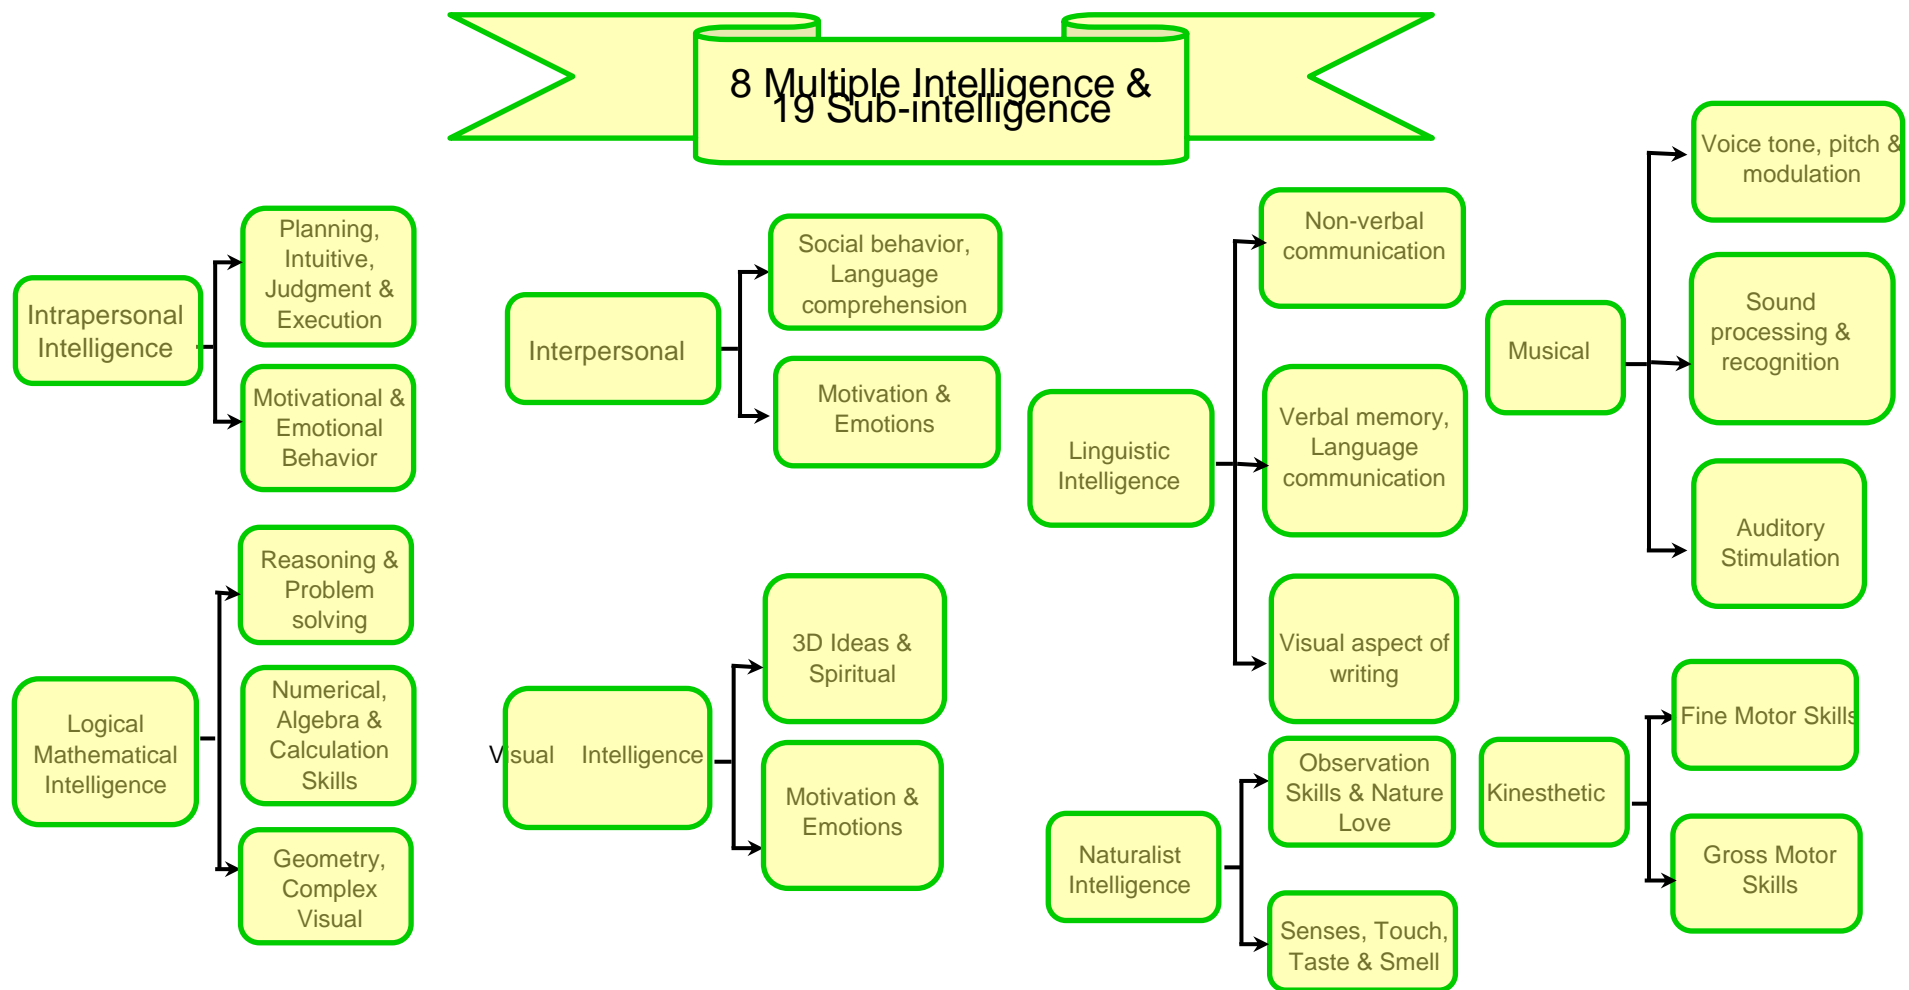 8 Multiple Intelligence &
19 Sub-intelligence
Intrapersonal
Intelligence
Planning,
Intuitive,
Judgment &
Execution
Motivational &
Emotional
Behavior
Interpersonal
Social behavior,
Language
comprehension
Motivation &
Emotions
Linguistic
Intelligence
Non-verbal
communication
Verbal memory,
Language
communication
Visual aspect of
writing
Musical
Voice tone, pitch &
modulation
Sound
processing &
recognition
Auditory
Stimulation
Logical
Mathematical
Intelligence
Reasoning &
Problem
solving
Numerical,
Algebra &
Calculation
Skills
Geometry,
Complex
Visual
Visual Intelligence
3D Ideas &
Spiritual
Motivation &
Emotions
Naturalist
Intelligence
Observation
Skills & Nature
Love
Senses, Touch,
Taste & Smell
Kinesthetic
Fine Motor Skills
Gross Motor
Skills